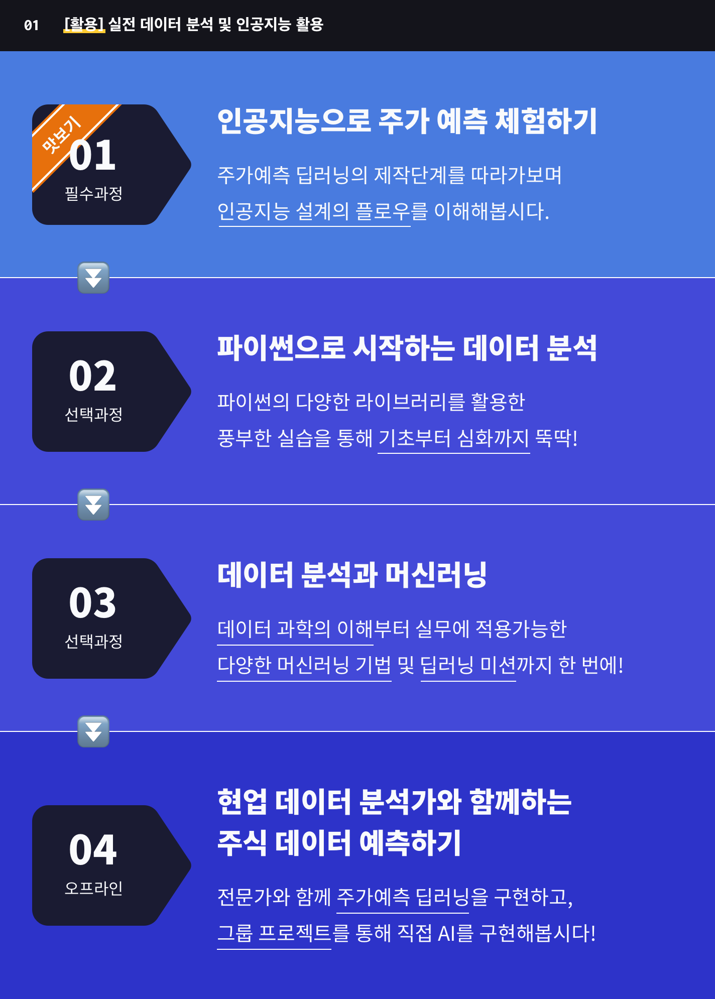 01 [활용] 실전 데이터 분석 및 인공지능 활용
맛보기
01
필수과정
인공지능으로 주가 예측 체험하기
주가예측 딥러닝의 제작단계를 따라가보며
인공지능 설계의 플로우를 이해해봅시다.
02
선택과정
파이썬으로 시작하는 데이터 분석
파이썬의 다양한 라이브러리를 활용한
풍부한 실습을 통해 기초부터 심화까지 뚝딱!
03
선택과정
데이터 분석과 머신러닝
데이터 과학의 이해부터 실무에 적용가능한
다양한 머신러닝 기법 및 딥러닝 미션까지 한 번에!
04
오프라인
현업 데이터 분석가와 함께하는
주식 데이터 예측하기
전문가와 함께 주가예측 딥러닝을 구현하고,
그룹 프로젝트를 통해 직접 AI를 구현해봅시다!